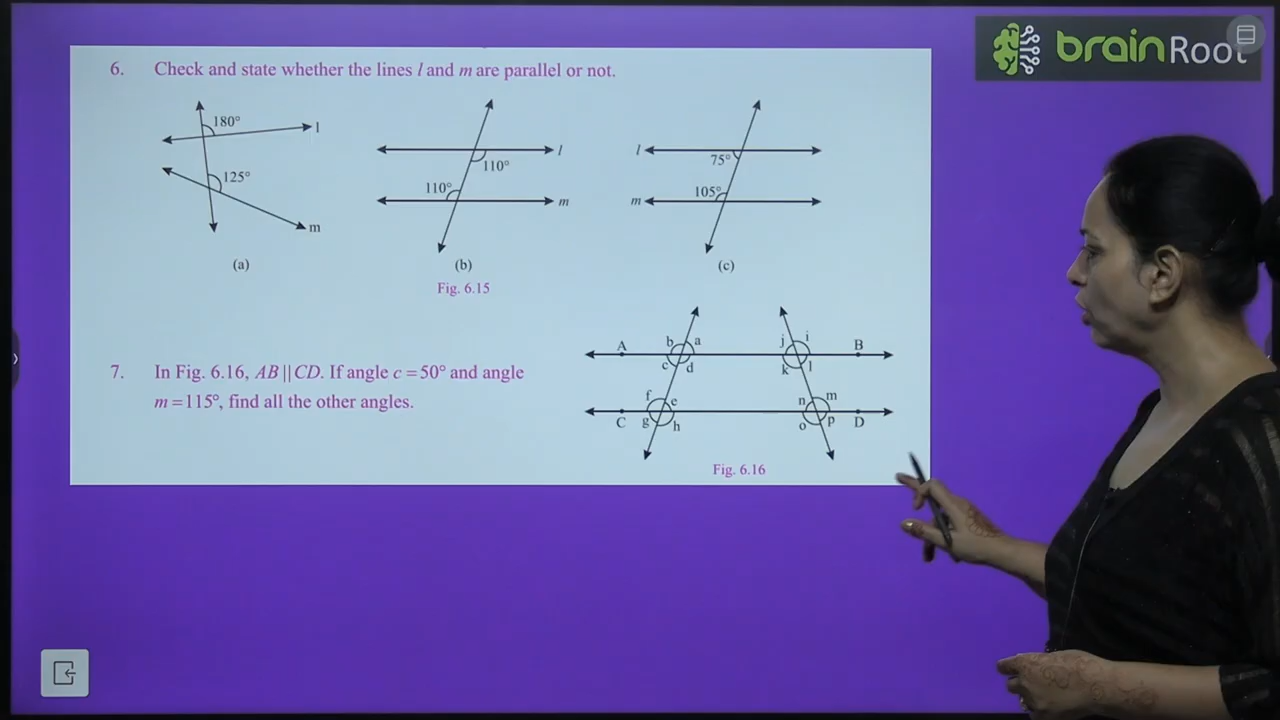 brainRoot
6. Check and state whether the lines l and m are parallel or not.
180°
l
125°
m
(a)
110°
l
110°
m
(b)
l
75°
105°
m
(c)
Fig. 6.15
7. In Fig. 6.16, AB || CD. If angle c = 50° and angle
m = 115°, find all the other angles.
A b a j i B
c d k l
f e n m
C g h o p D
Fig. 6.16